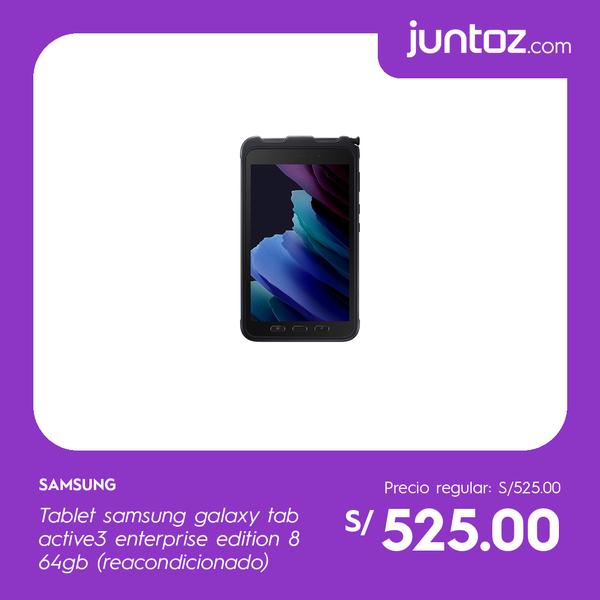 juntoz.com
SAMSUNG
Tablet samsung galaxy tab
active3 enterprise edition 8
64gb (reacondicionado)
Precio regular: S/525.00
S/ 525.00